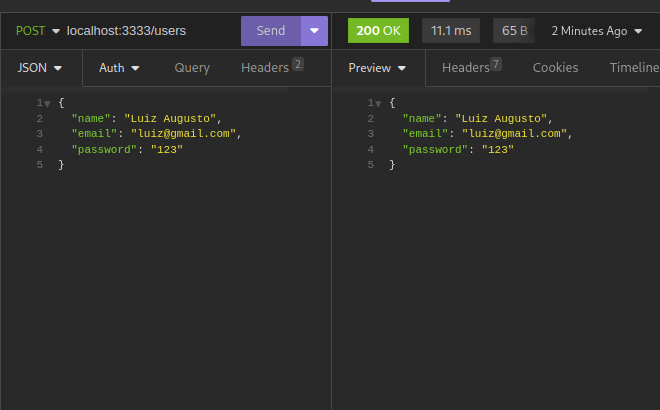 POST localhost:3333/users Send 200 OK 11.1 ms 65 B 2 Minutes Ago
JSON Auth Query Headers 2 Preview Headers 7 Cookies Timeline
1 {
2 "name": "Luiz Augusto",
3 "email": "luiz@gmail.com",
4 "password": "123"
5 }
1 {
2 "name": "Luiz Augusto",
3 "email": "luiz@gmail.com",
4 "password": "123"
5 }